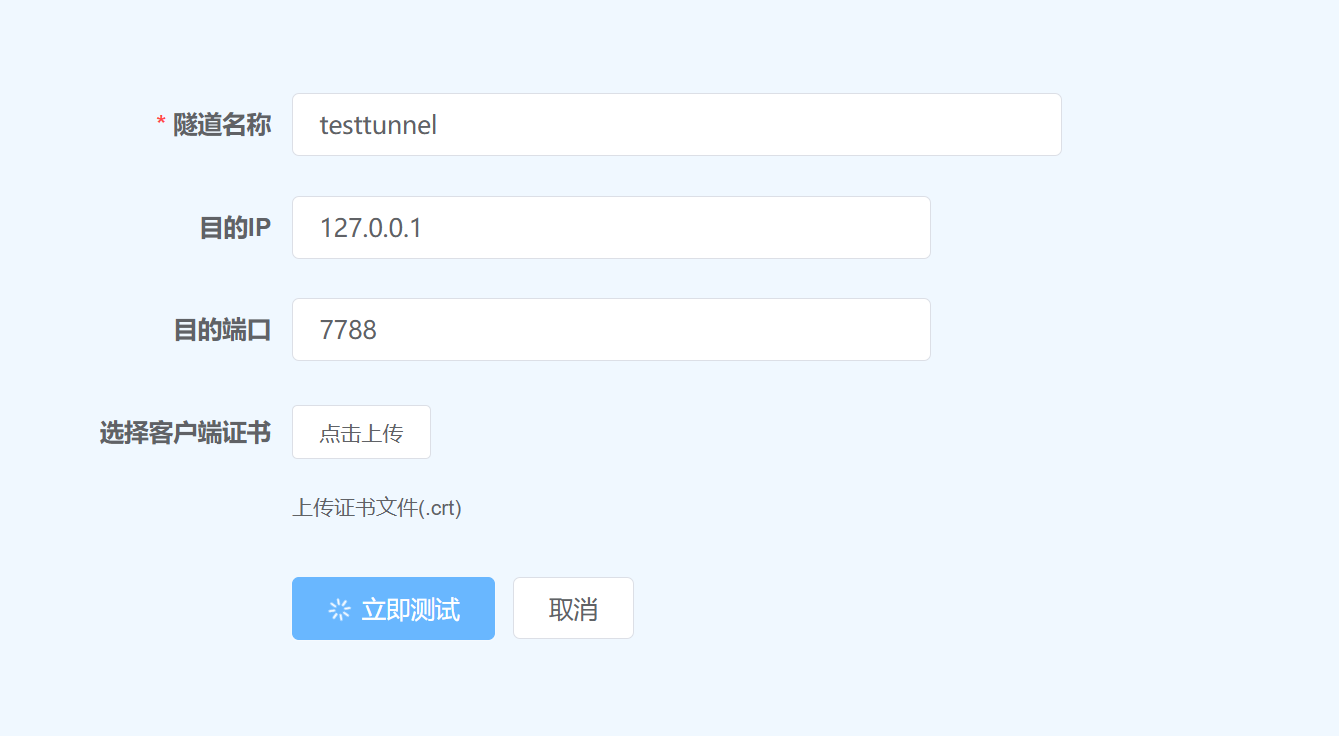 * 隧道名称 testtunnel
目的IP 127.0.0.1
目的端口 7788
选择客户端证书 点击上传
上传证书文件(.crt)
立即测试 取消